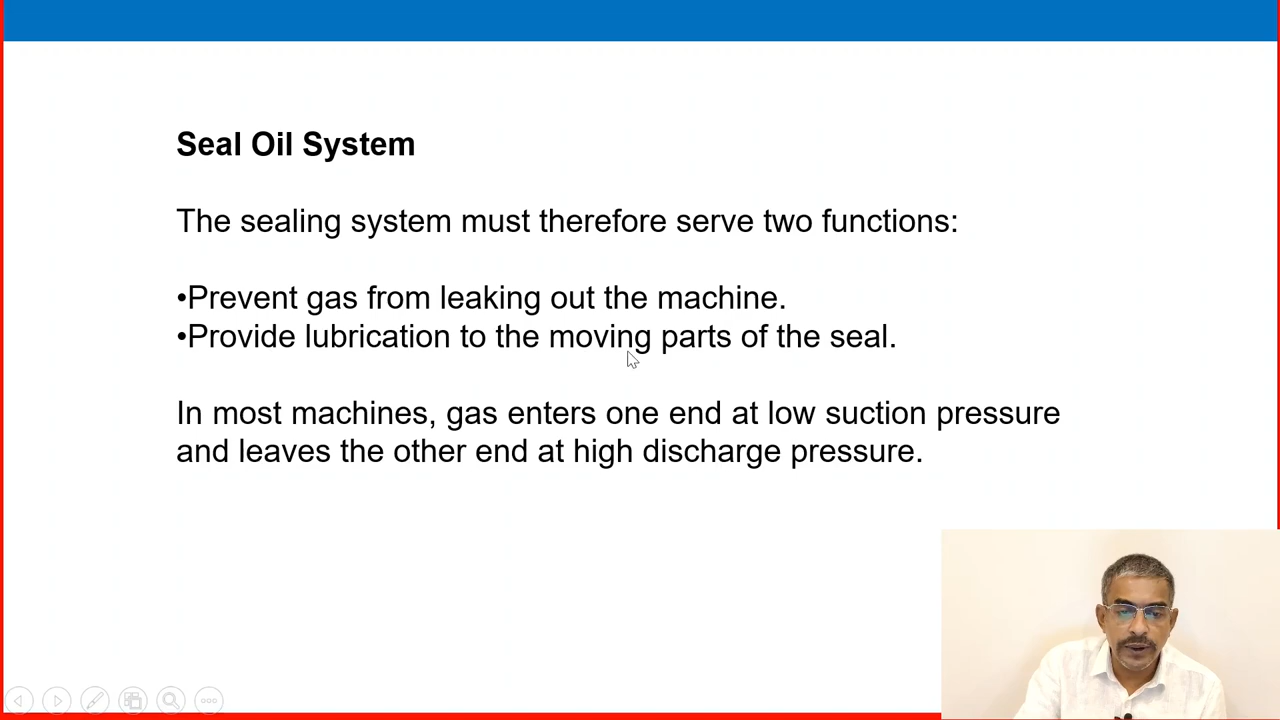 Seal Oil System
The sealing system must therefore serve two functions:
•Prevent gas from leaking out the machine.
•Provide lubrication to the moving parts of the seal.
In most machines, gas enters one end at low suction pressure
and leaves the other end at high discharge pressure.